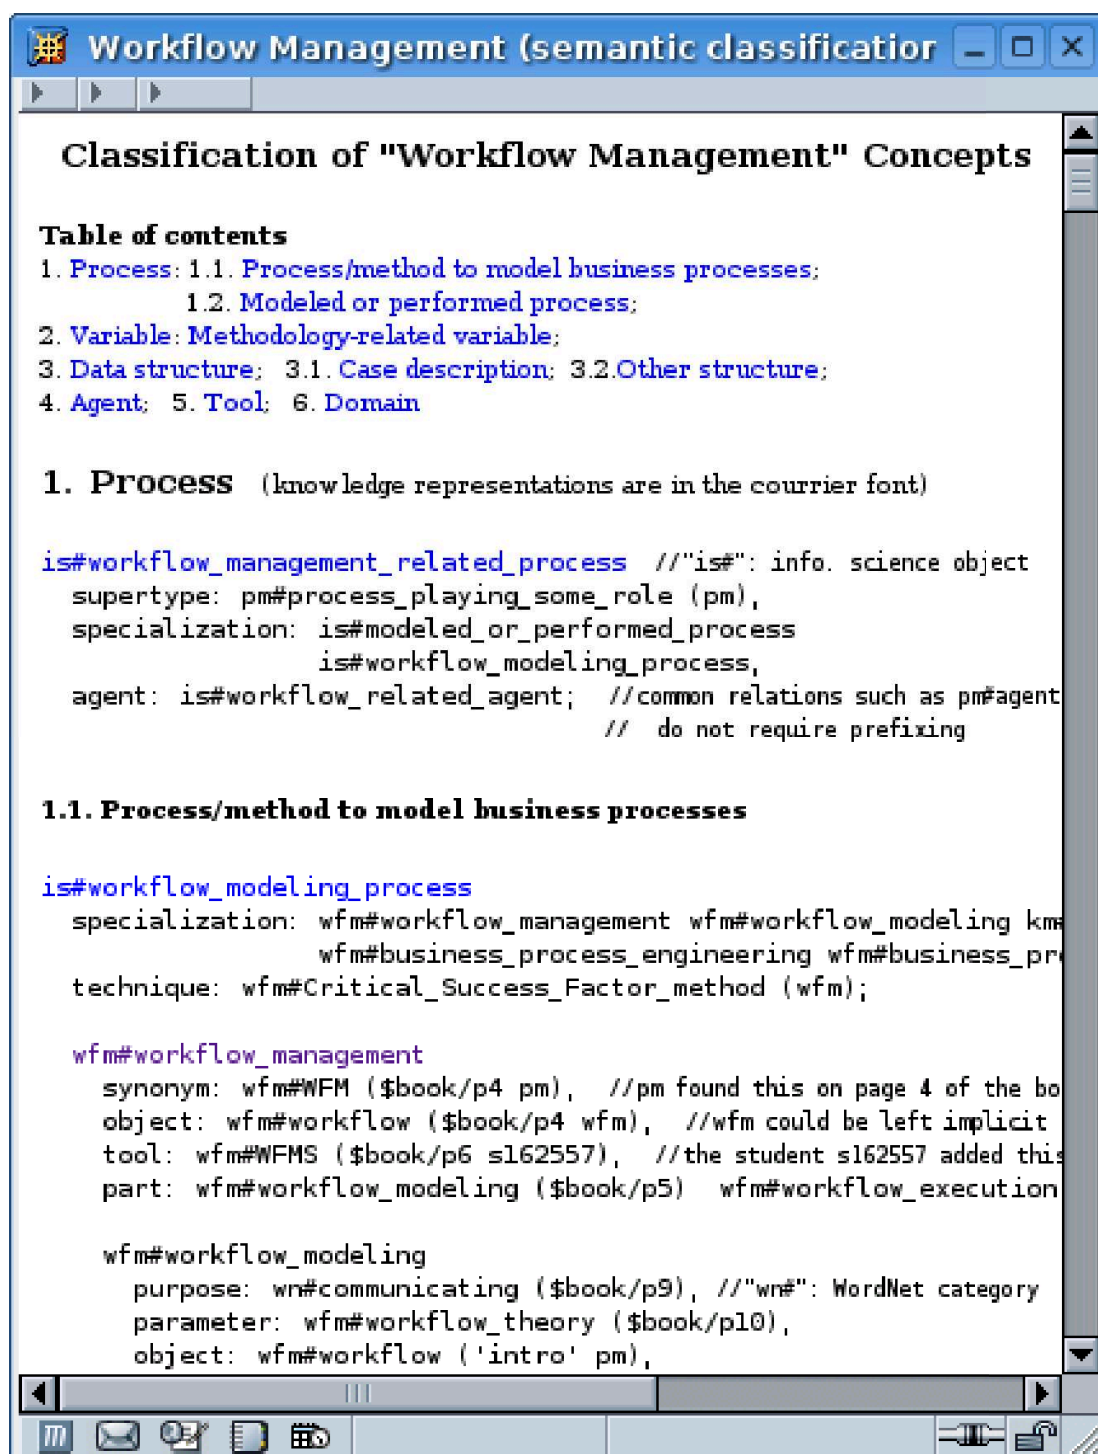 Workflow Management (semantic classification
Classification of "Workflow Management" Concepts
Table of contents
1. Process: 1.1. Process/method to model business processes;
1.2. Modeled or performed process;
2. Variable: Methodology-related variable;
3. Data structure;  3.1. Case description;  3.2.Other structure;
4. Agent;  5. Tool;  6. Domain
1. Process  (knowledge representations are in the courrier font)
is#workflow_management_related_process  //"is#": info. science object
supertype: pm#process_playing_some_role (pm),
specialization: is#modeled_or_performed_process
is#workflow_modeling_process,
agent: is#workflow_related_agent;  //common relations such as pm#agent
//  do not require prefixing
1.1. Process/method to model business processes
is#workflow_modeling_process
specialization: wfm#workflow_management wfm#workflow_modeling km#
wfm#business_process_engineering wfm#business_pro
technique: wfm#Critical_Success_Factor_method (wfm);
wfm#workflow_management
synonym: wfm#WFM ($book/p4 pm),  //pm found this on page 4 of the bo
object: wfm#workflow ($book/p4 wfm),  //wfm could be left implicit
tool: wfm#WFMS ($book/p6 s162557),  //the student s162557 added this
part: wfm#workflow_modeling ($book/p5)  wfm#workflow_execution
wfm#workflow_modeling
purpose: wn#communicating ($book/p9), //"wn#": WordNet category
parameter: wfm#workflow_theory ($book/p10),
object: wfm#workflow ('intro' pm),